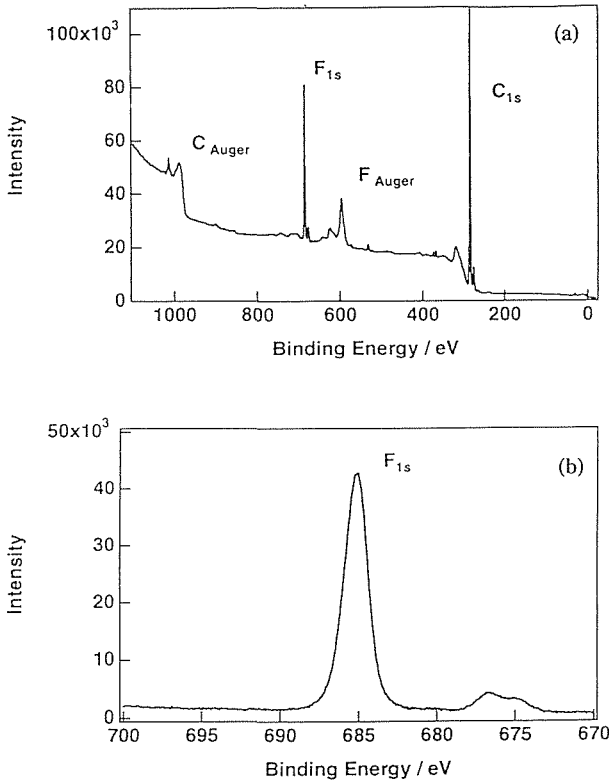 100x10³
(a)
F₁ₛ
80
C₁ₛ
60
C Auger
F Auger
40
20
0
Intensity
1000 800 600 400 200 0
Binding Energy / eV
50x10³
F₁ₛ
(b)
40
30
20
10
0
Intensity
700 695 690 685 680 675 670
Binding Energy / eV